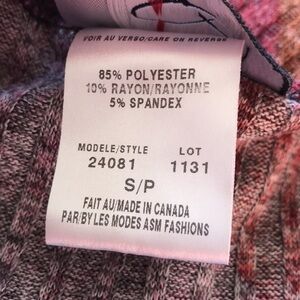 VOIR AU VERSO/CARE ON REVERSE
85% POLYESTER
10% RAYON/RAYONNE
5% SPANDEX
MODELE/STYLE LOT
24081 1131
S/P
FAIT AU/MADE IN CANADA
PAR/BY LES MODES ASM FASHIONS